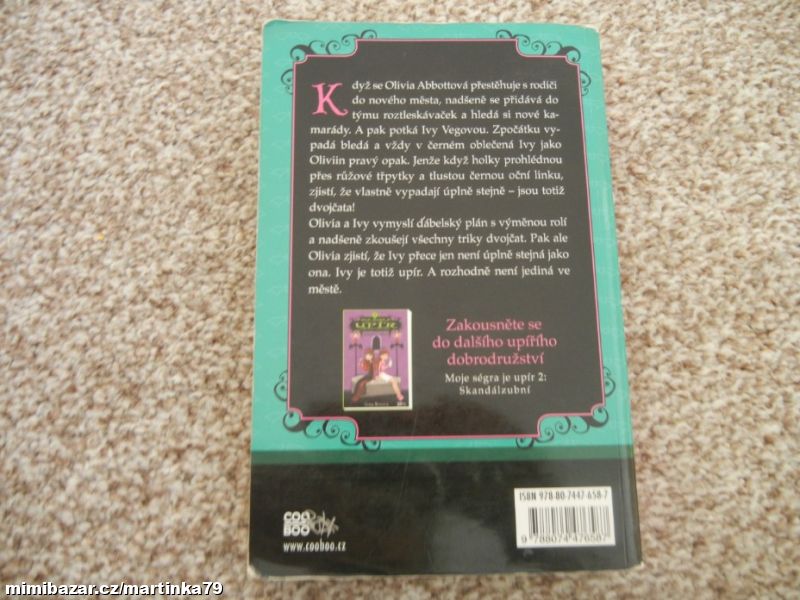 Když se Olivia Abbottová přestěhuje s rodiči
do nového města, nadšeně se přidává do
týmu roztleskávaček a hledá si nové ka-
marády. A pak potká Ivy Vegovou. Zpočátku vy-
padá bledá a vždy v černém oblečená Ivy jako
Oliviin pravý opak. Jenže když holky prohlédnou
přes růžové třpytky a tlustou černou oční linku,
zjistí, že vlastně vypadají úplně stejně – jsou totiž
dvojčata!
Olivia a Ivy vymyslí ďábelský plán s výměnou rolí
a nadšeně zkoušejí všechny triky dvojčat. Pak ale
Olivia zjistí, že Ivy přece jen není úplně stejná jako
ona. Ivy je totiž upír. A rozhodně není jediná ve
městě.
UPÍR
Zakousněte se
do dalšího upířího
dobrodružství
Moje ségra je upír 2:
Skandálzubní
ISBN 978-80-7447-658-7
9 788074 476587
COO
BOO
www.cooboo.cz
mimibazar.cz/martinka79